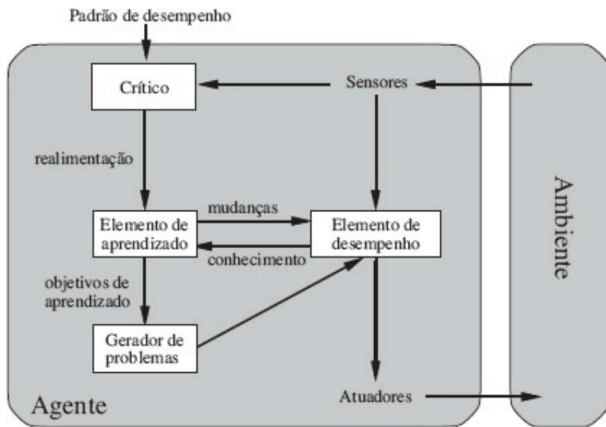 Padrão de desempenho
Crítico
Sensores
realimentação
mudanças
Elemento de
aprendizado
Elemento de
desempenho
conhecimento
objetivos de
aprendizado
Gerador de
problemas
Agente
Atuadores
Ambiente